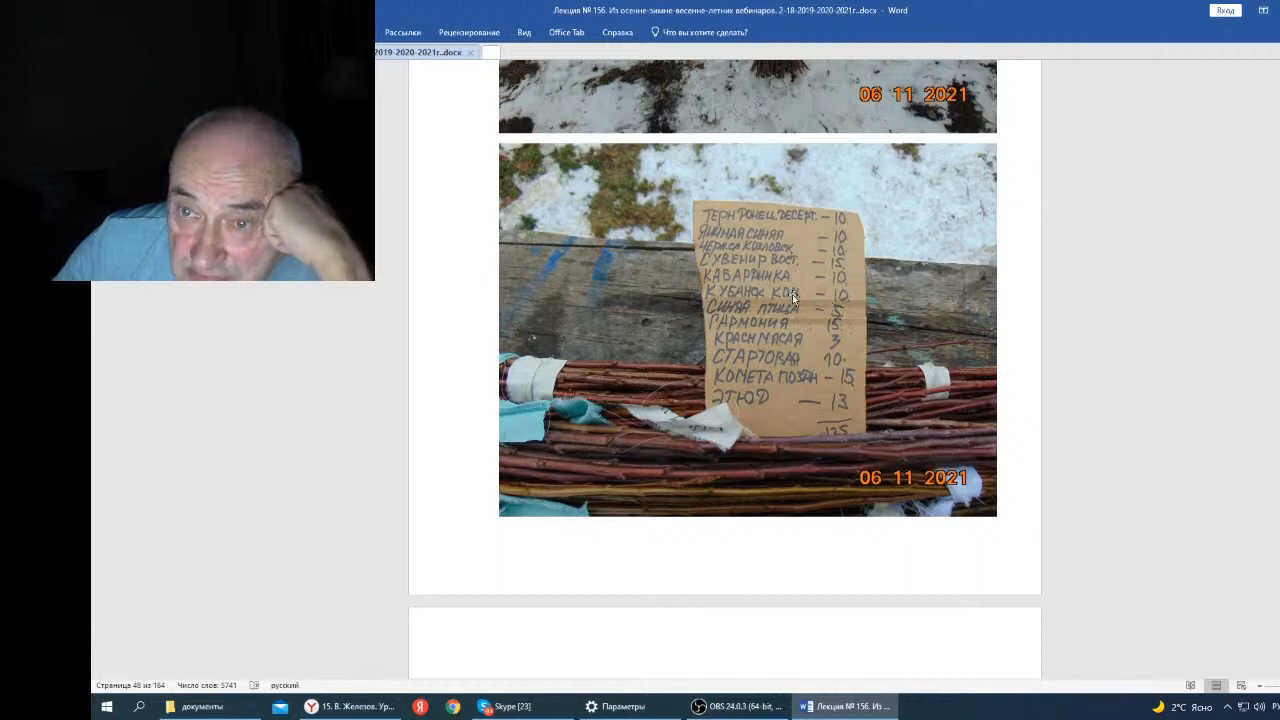 Лекция № 156. Из осенне-зимне-весенне-летних вебинаров. 2-18-2019-2020-2021г..docx - Word
Вход
Рассылки Рецензирование Вид Office Tab Справка Что вы хотите сделать?
2019-2020-2021г..docx
06 11 2021
ТЕРН.РОНЕЦ.ДЕСЕРТ. - 10
ЯИЧНАЯ СИНЯЯ - 10
ЧЕРН.СЛ КОЗЛОВСК. - 10.
СУВЕНИР ВОСТ. - 15.
КАБАРДИНКА - 10.
КУБАНСК - 10
СИНЯЯ ПТИЦА - 5
ГАРМОНИЯ 15
КРАСНМЯСАЯ 3
СТАРТОВАЯ 10.
КОМЕТА ПОЗДН - 15
ЭТЮД - 13
125
06 11 2021
Страница 48 из 164 Число слов: 5741 русский
документы 15. В. Железов. Ур... Skype [23] Параметры OBS 24.0.3 (64-bit, ... Лекция № 156. Из ... 2°C Ясно